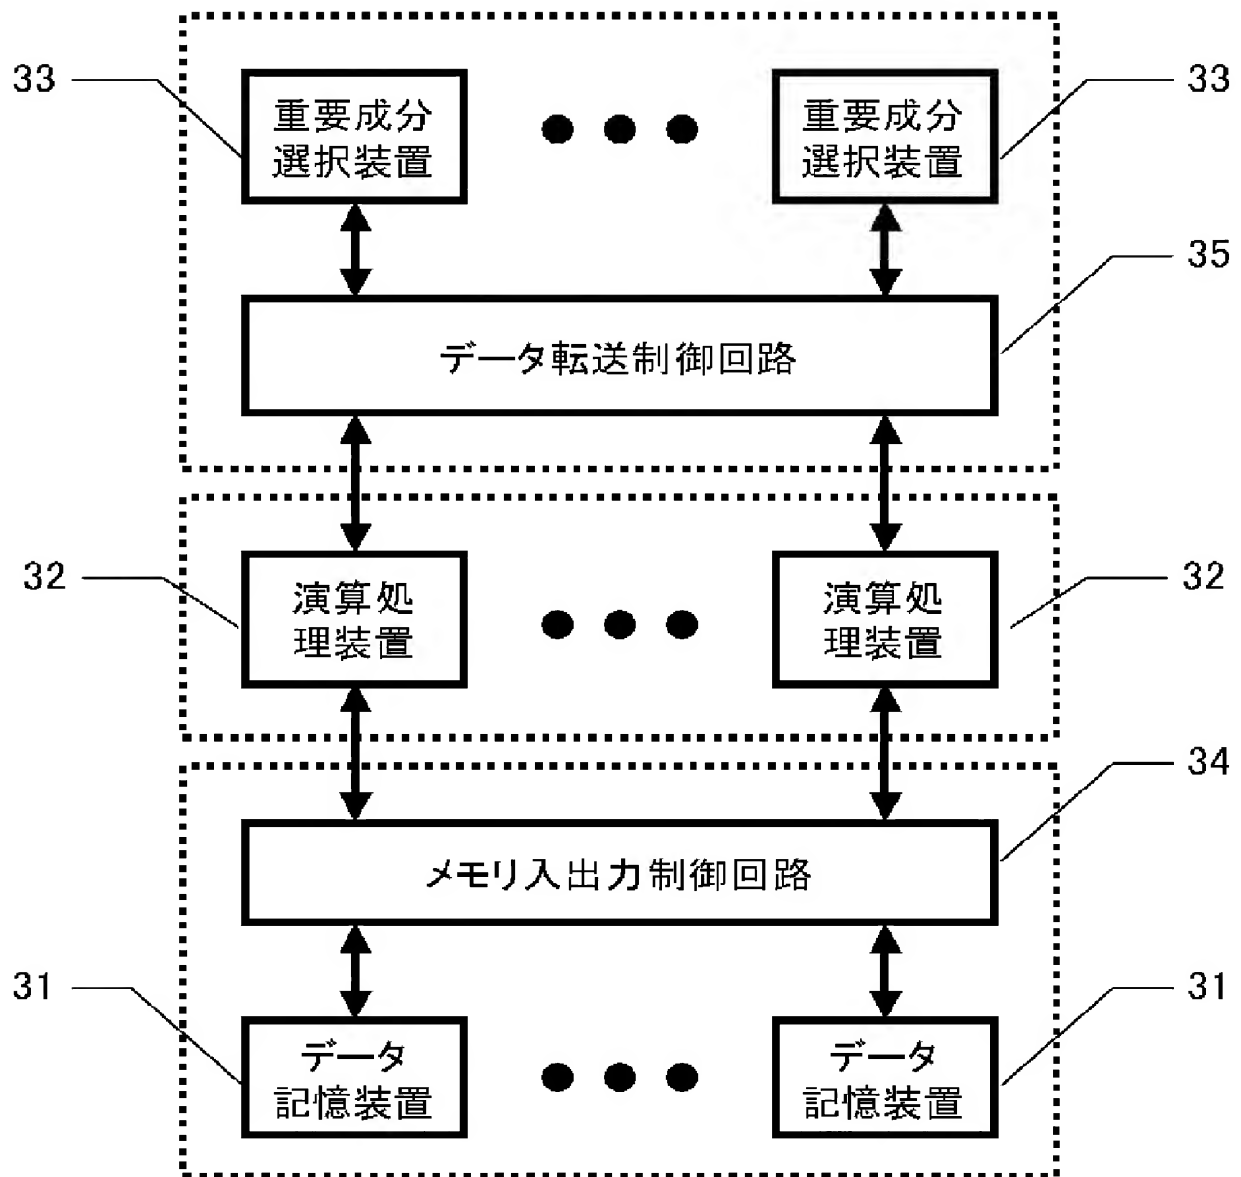 33
重要成分
選択装置
重要成分
選択装置
33
35
データ転送制御回路
32
演算処
理装置
演算処
理装置
32
34
メモリ入出力制御回路
31
データ
記憶装置
データ
記憶装置
31